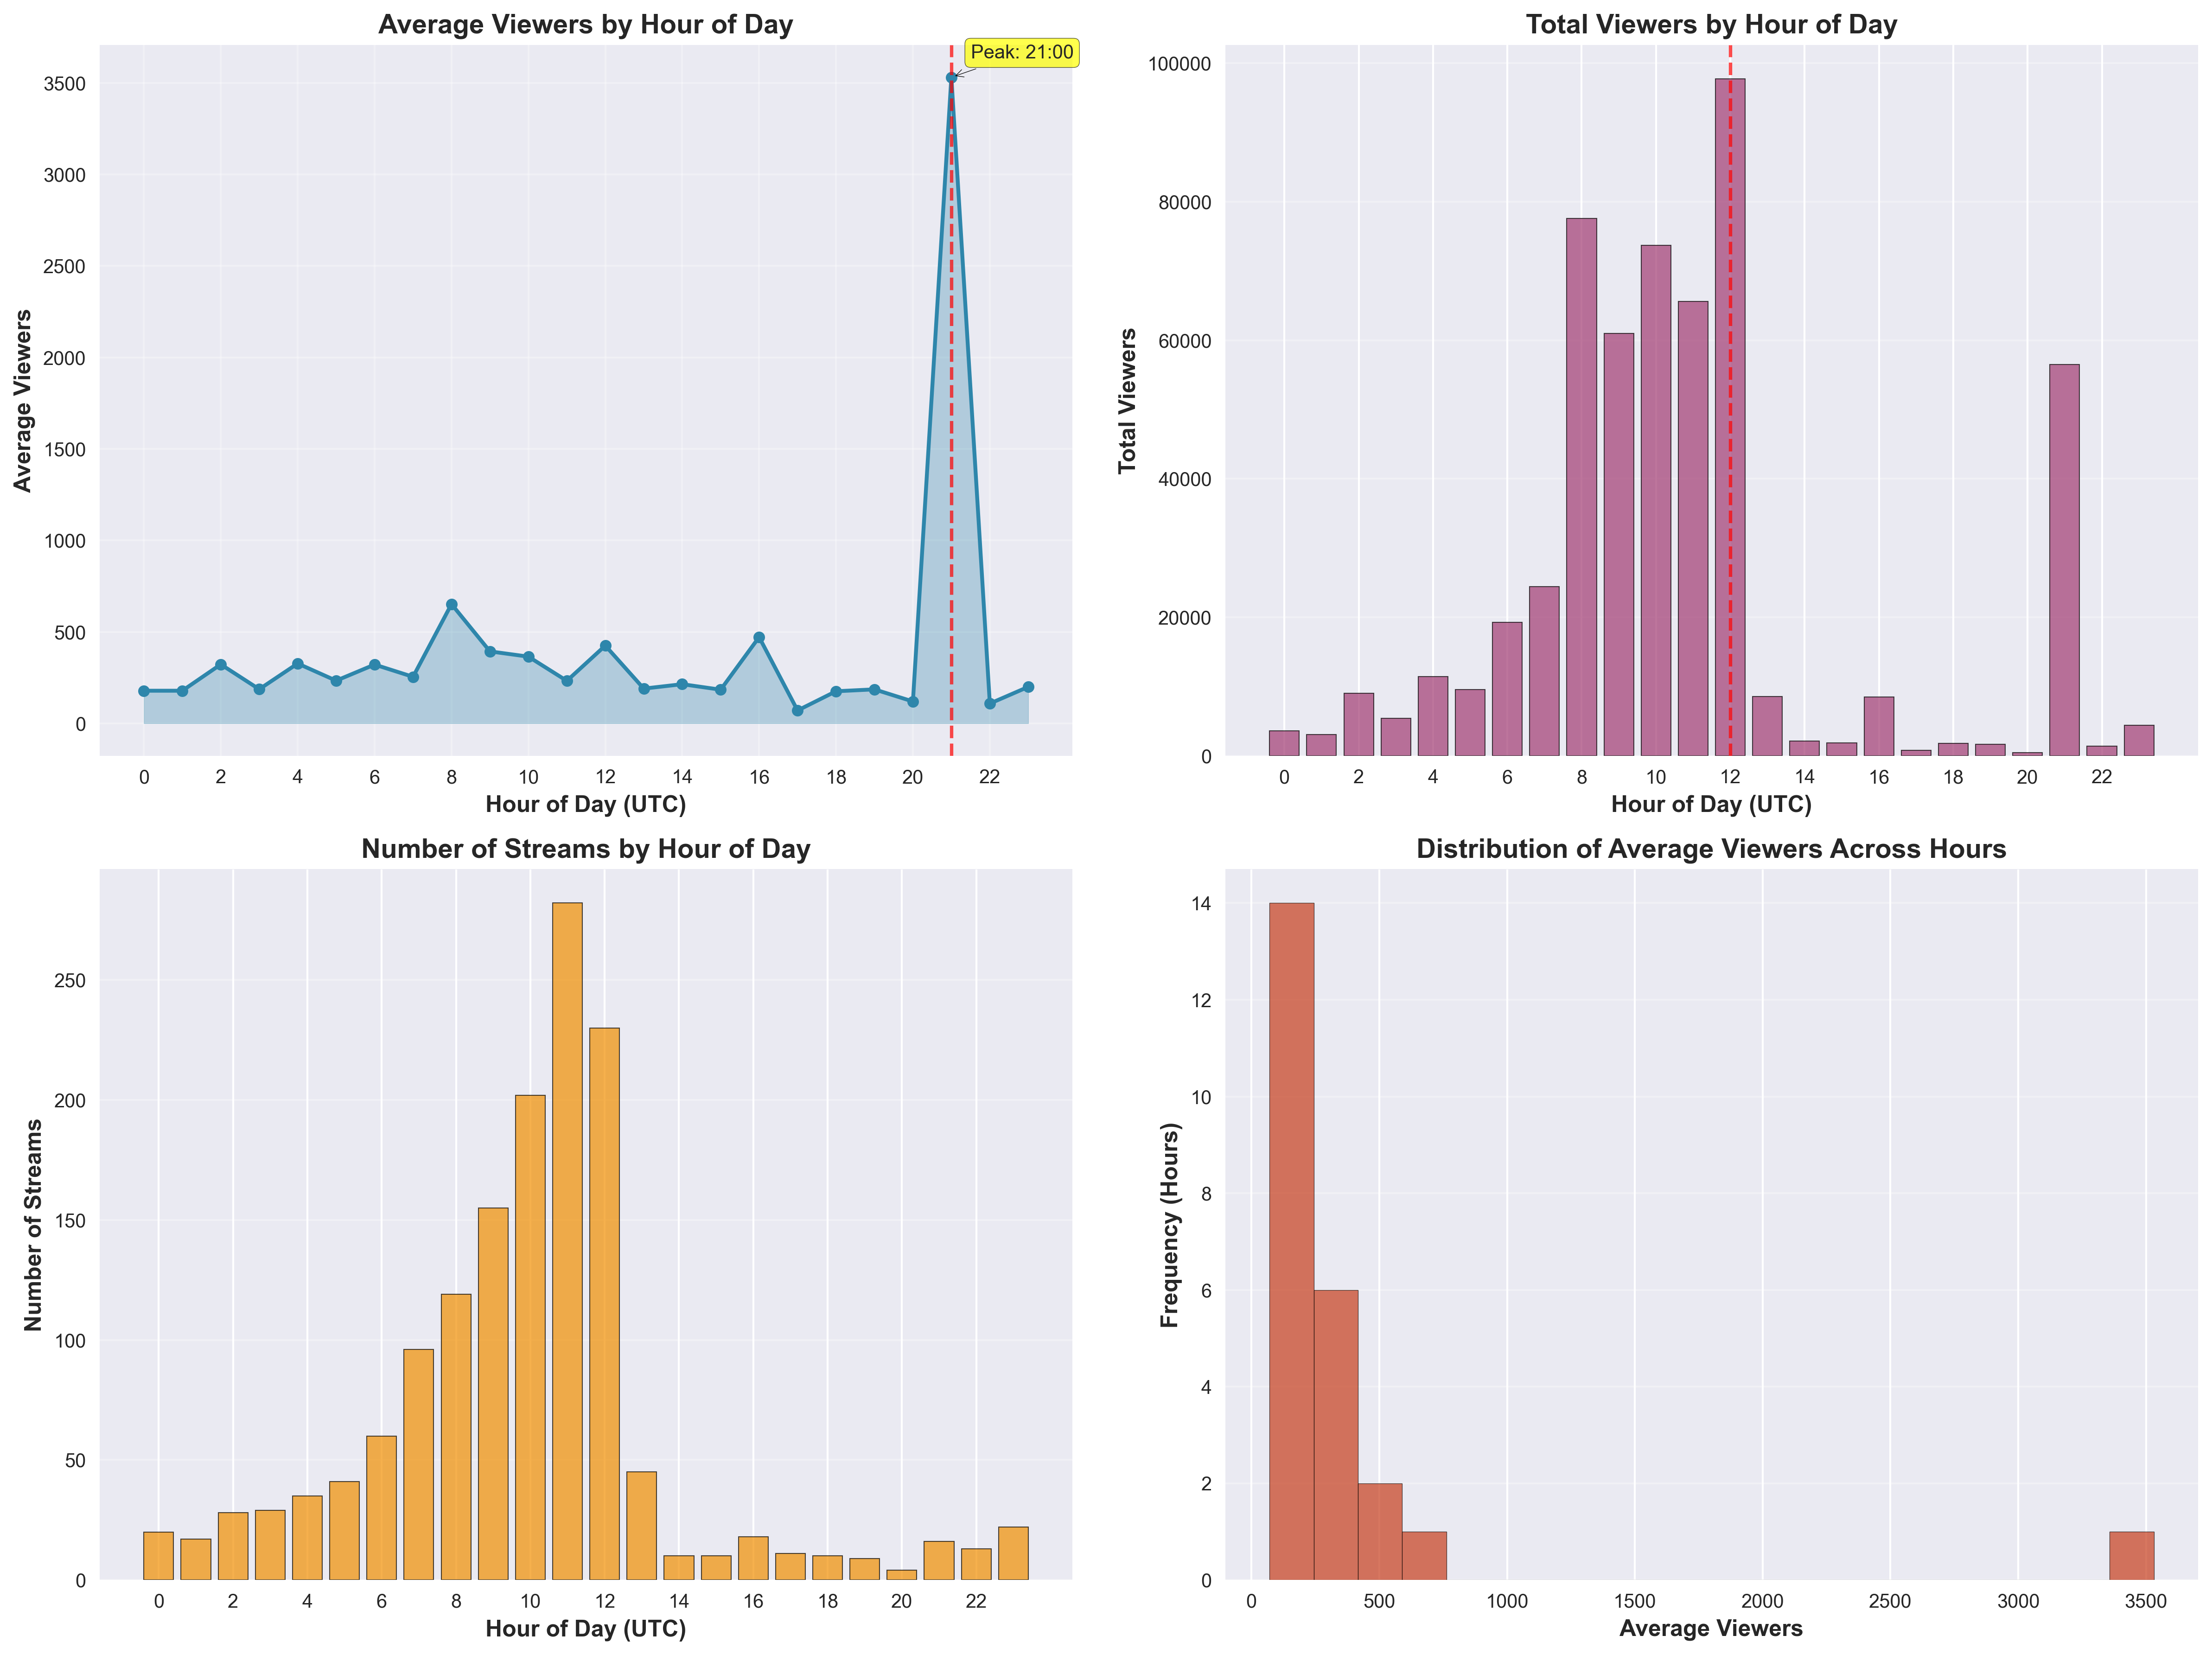 Average Viewers by Hour of Day
Peak: 21:00
3500
3000
2500
2000
1500
1000
500
0
Average Viewers
0 2 4 6 8 10 12 14 16 18 20 22
Hour of Day (UTC)
Total Viewers by Hour of Day
100000
80000
60000
40000
20000
0
Total Viewers
0 2 4 6 8 10 12 14 16 18 20 22
Hour of Day (UTC)
Number of Streams by Hour of Day
250
200
150
100
50
0
Number of Streams
0 2 4 6 8 10 12 14 16 18 20 22
Hour of Day (UTC)
Distribution of Average Viewers Across Hours
14
12
10
8
6
4
2
0
Frequency (Hours)
0 500 1000 1500 2000 2500 3000 3500
Average Viewers